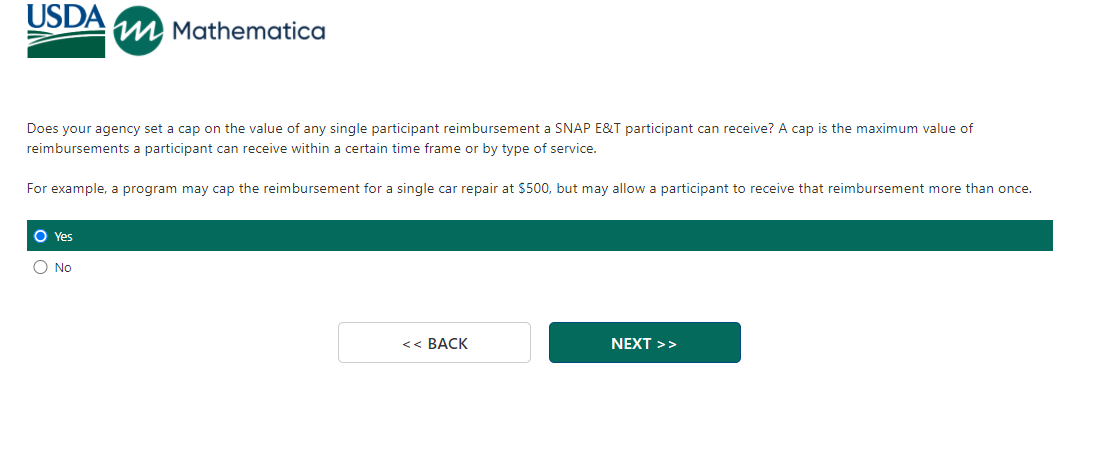 USDA
Mathematica
Does your agency set a cap on the value of any single participant reimbursement a SNAP E&T participant can receive? A cap is the maximum value of
reimbursements a participant can receive within a certain time frame or by type of service.
For example, a program may cap the reimbursement for a single car repair at $500, but may allow a participant to receive that reimbursement more than once.
Yes
No
<< BACK
NEXT >>